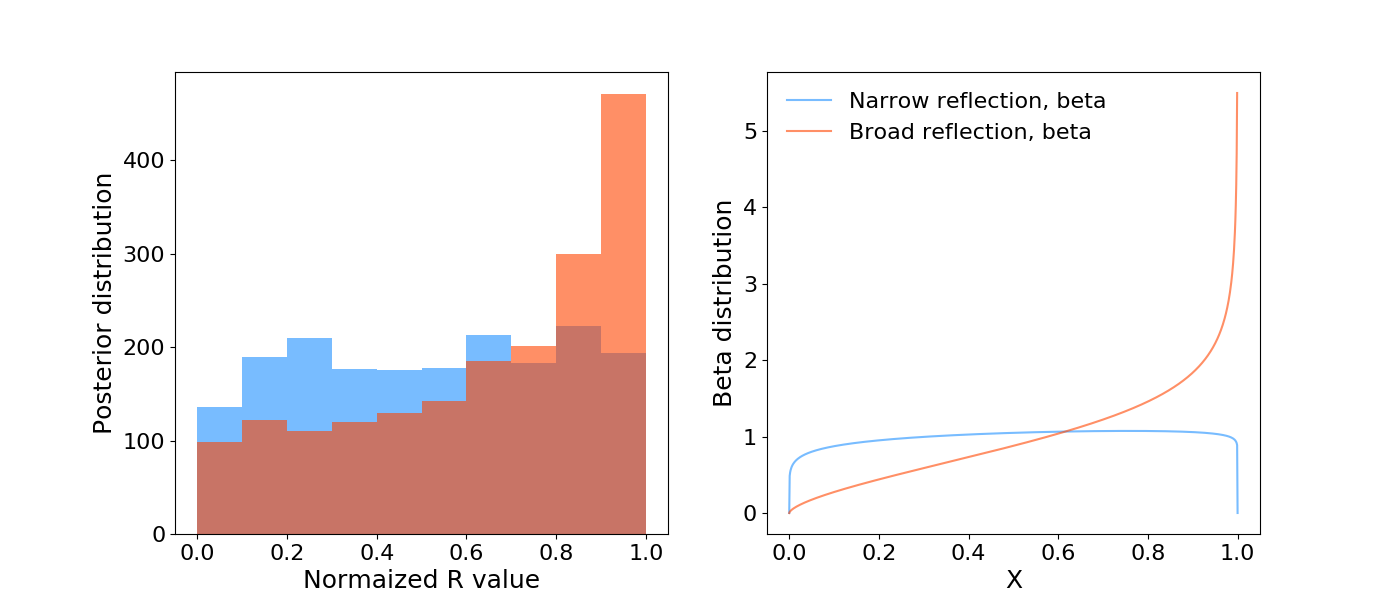 Posterior distribution
400
300
200
100
0
0.0 0.2 0.4 0.6 0.8 1.0
Normaized R value
Narrow reflection, beta
Broad reflection, beta
Beta distribution
5
4
3
2
1
0
0.0 0.2 0.4 0.6 0.8 1.0
X